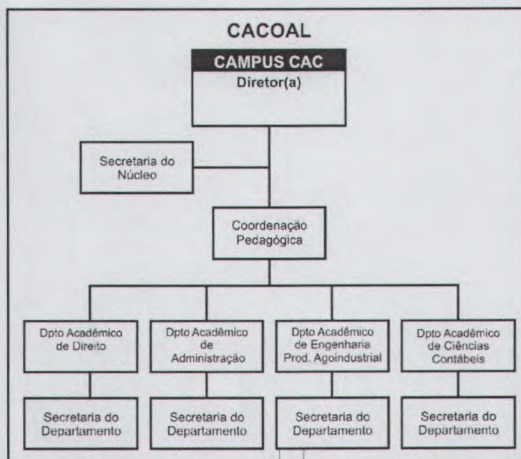 CACOAL
CAMPUS CAC
Diretor(a)
Secretaria do
Núcleo
Coordenação
Pedagógica
Dpto Acadêmico
de Direito
Dpto Acadêmico
de
Administração
Dpto Acadêmico
de Engenharia
Prod. Agoindustrial
Dpto Acadêmico
de Ciências
Contábeis
Secretaria do
Departamento
Secretaria do
Departamento
Secretaria do
Departamento
Secretaria do
Departamento